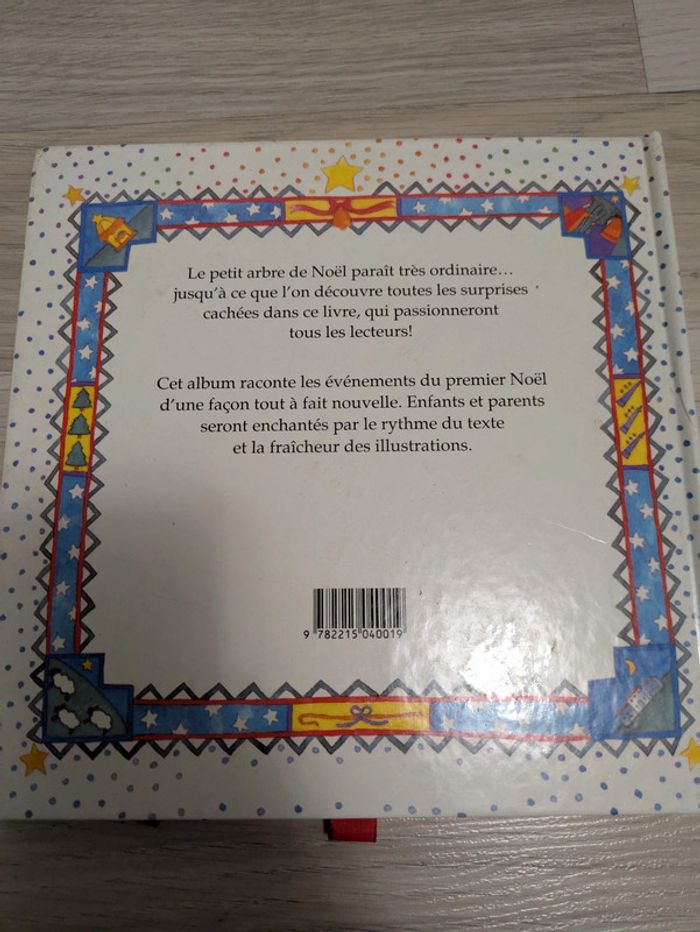 Le petit arbre de Noël paraît très ordinaire...
jusqu'à ce que l'on découvre toutes les surprises
cachées dans ce livre, qui passionneront
tous les lecteurs!
Cet album raconte les événements du premier Noël
d'une façon tout à fait nouvelle. Enfants et parents
seront enchantés par le rythme du texte
et la fraîcheur des illustrations.
9 782215 040019